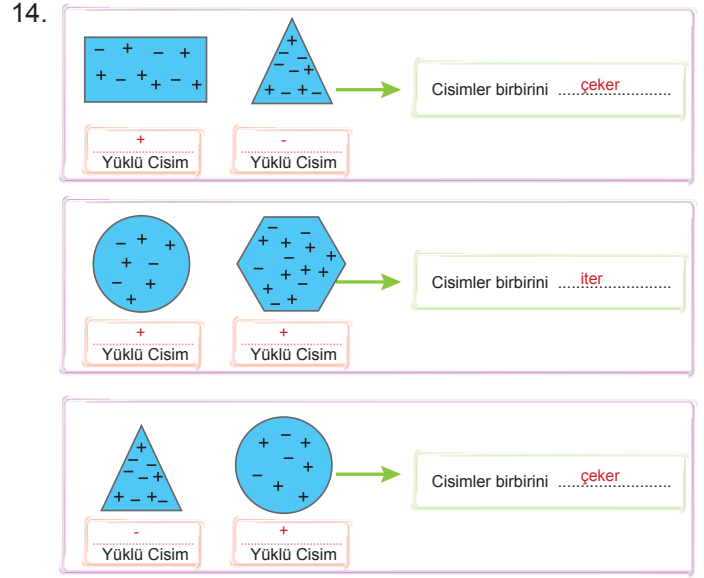 14.
− + − +
+ − + + − +
+
− −
− − +
+ − + −
Cisimler birbirini ......................
çeker
+
Yüklü Cisim
-
Yüklü Cisim
− + +
+ −
− +
+
− −
+ + +
− +
− + + +
+ −
− −
Cisimler birbirini ......................
iter
+
Yüklü Cisim
+
Yüklü Cisim
+
− −
− − +
+ − + −
+ − +
− +
−
+ +
Cisimler birbirini ......................
çeker
-
Yüklü Cisim
+
Yüklü Cisim